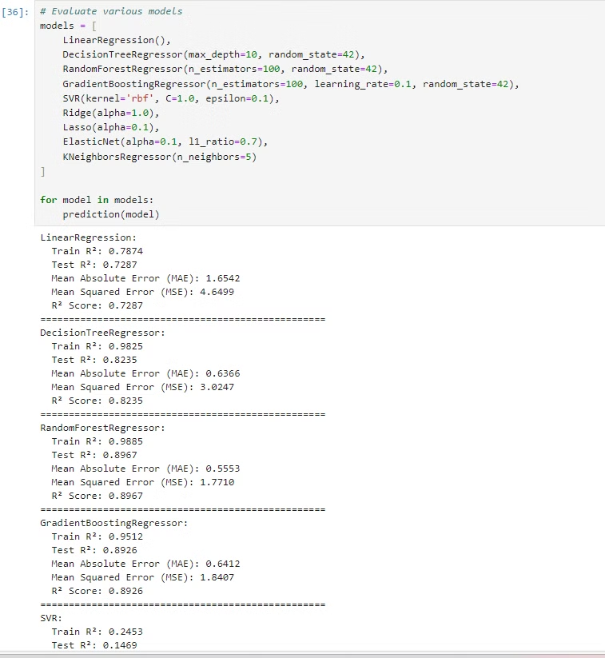 [36]: # Evaluate various models
models = [
LinearRegression(),
DecisionTreeRegressor(max_depth=10, random_state=42),
RandomForestRegressor(n_estimators=100, random_state=42),
GradientBoostingRegressor(n_estimators=100, learning_rate=0.1, random_state=42),
SVR(kernel='rbf', C=1.0, epsilon=0.1),
Ridge(alpha=1.0),
Lasso(alpha=0.1),
ElasticNet(alpha=0.1, l1_ratio=0.7),
KNeighborsRegressor(n_neighbors=5)
]
for model in models:
prediction(model)
LinearRegression:
Train R²: 0.7874
Test R²: 0.7287
Mean Absolute Error (MAE): 1.6542
Mean Squared Error (MSE): 4.6499
R² Score: 0.7287
==================================================
DecisionTreeRegressor:
Train R²: 0.9825
Test R²: 0.8235
Mean Absolute Error (MAE): 0.6366
Mean Squared Error (MSE): 3.0247
R² Score: 0.8235
==================================================
RandomForestRegressor:
Train R²: 0.9885
Test R²: 0.8967
Mean Absolute Error (MAE): 0.5553
Mean Squared Error (MSE): 1.7710
R² Score: 0.8967
==================================================
GradientBoostingRegressor:
Train R²: 0.9512
Test R²: 0.8926
Mean Absolute Error (MAE): 0.6412
Mean Squared Error (MSE): 1.8407
R² Score: 0.8926
==================================================
SVR:
Train R²: 0.2453
Test R²: 0.1469